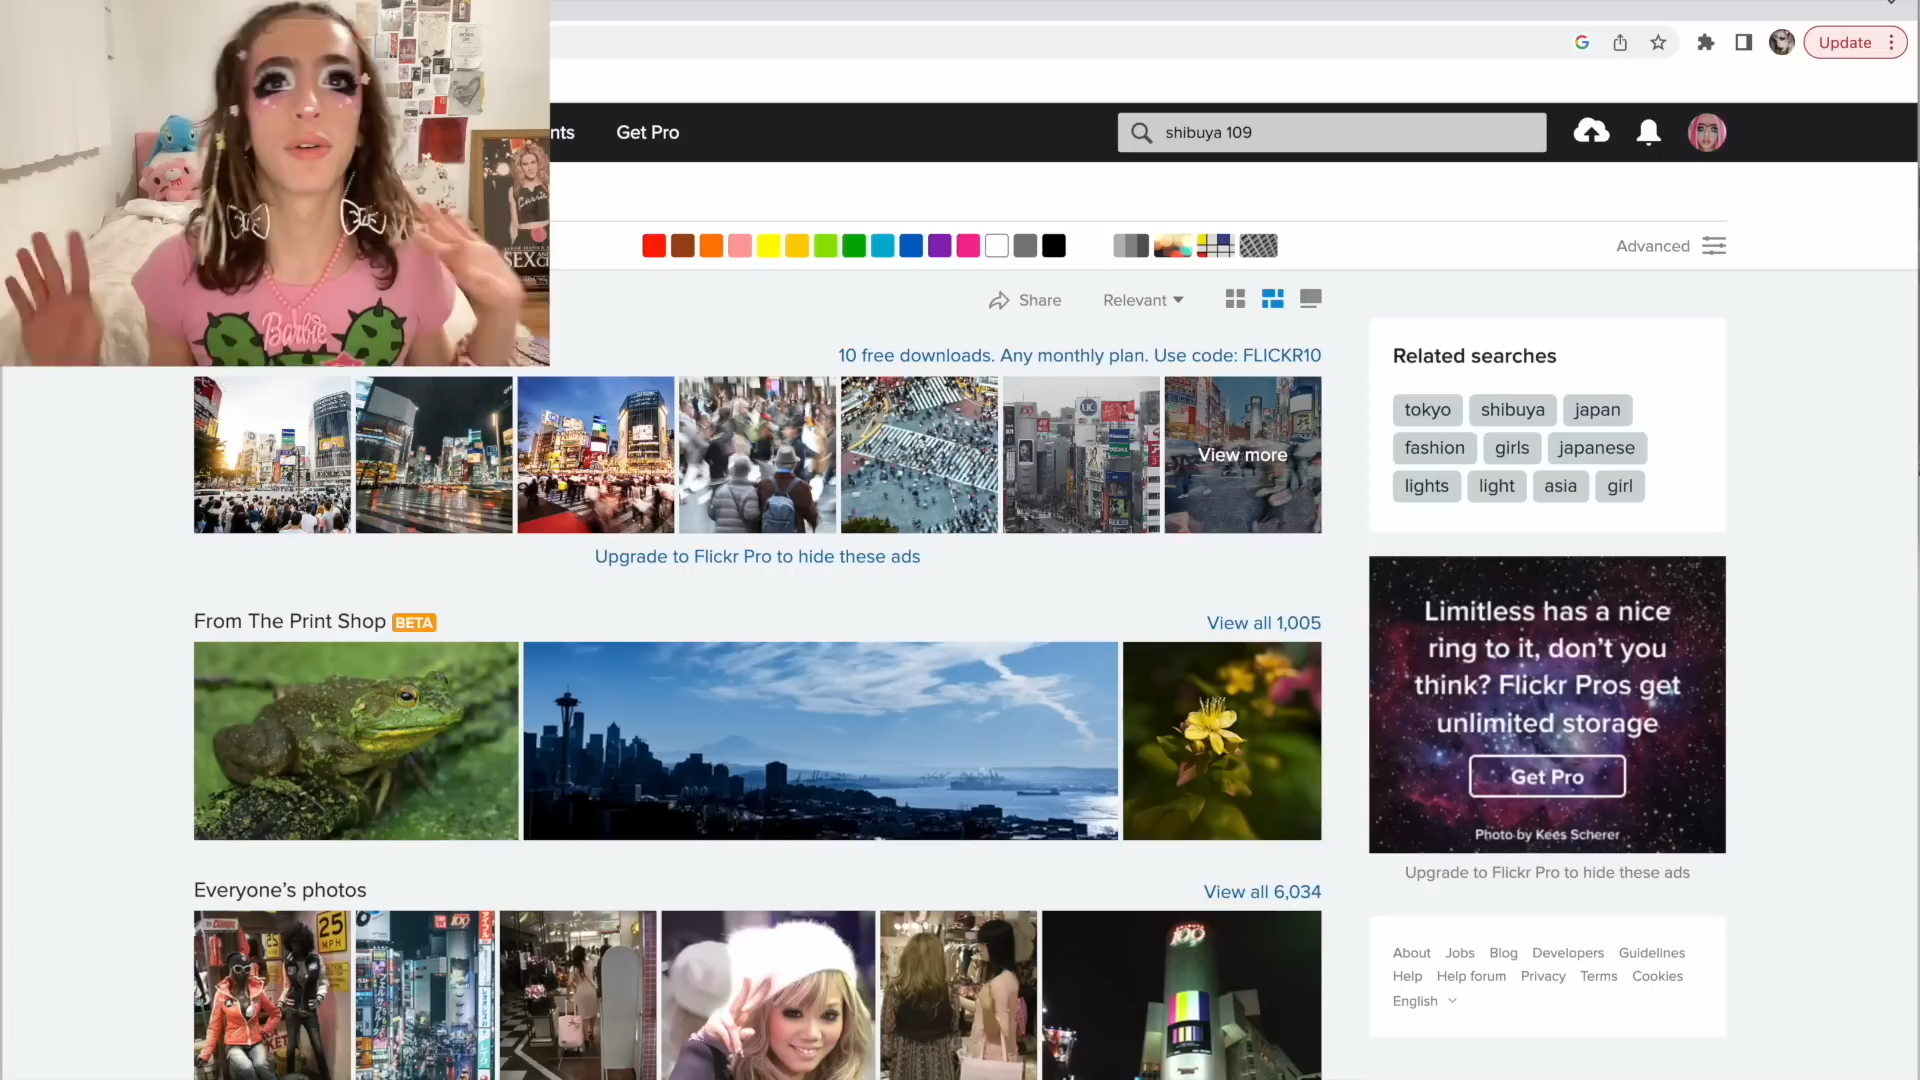 Update
nts
Get Pro
shibuya 109
Advanced
Share
Relevant
10 free downloads. Any monthly plan. Use code: FLICKR10
View more
Upgrade to Flickr Pro to hide these ads
From The Print Shop BETA
View all 1,005
Everyone's photos
View all 6,034
Related searches
tokyo shibuya japan
fashion girls japanese
lights light asia girl
Limitless has a nice
ring to it, don't you
think? Flickr Pros get
unlimited storage
Get Pro
Photo by Kees Scherer
Upgrade to Flickr Pro to hide these ads
About Jobs Blog Developers Guidelines
Help Help forum Privacy Terms Cookies
English
Barbie
Carrie
SEX
25
MPH
109